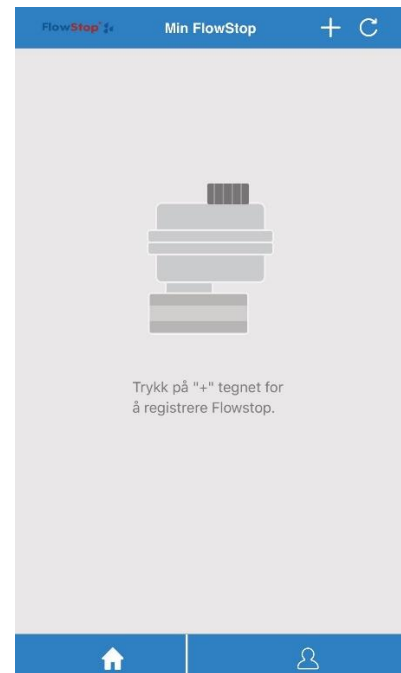 FlowStop
Min FlowStop
Trykk på "+" tegnet for
å registrere Flowstop.